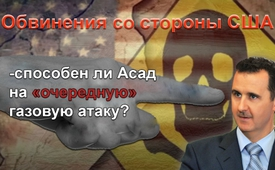 Обвинения со стороны США
-способен ли Асад
на «очередную»
газовую атаку?